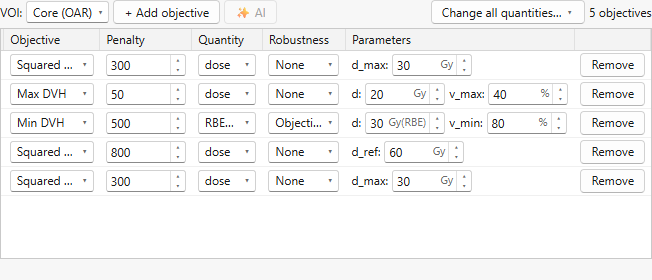 VOI: Core (OAR) + Add objective ✨ AI Change all quantities... 5 objectives
Objective Penalty Quantity Robustness Parameters
Squared ... 300 dose None d_max: 30 Gy Remove
Max DVH 50 dose None d: 20 Gy v_max: 40 % Remove
Min DVH 500 RBE... Objecti... d: 30 Gy(RBE) v_min: 80 % Remove
Squared ... 800 dose None d_ref: 60 Gy Remove
Squared ... 300 dose None d_max: 30 Gy Remove